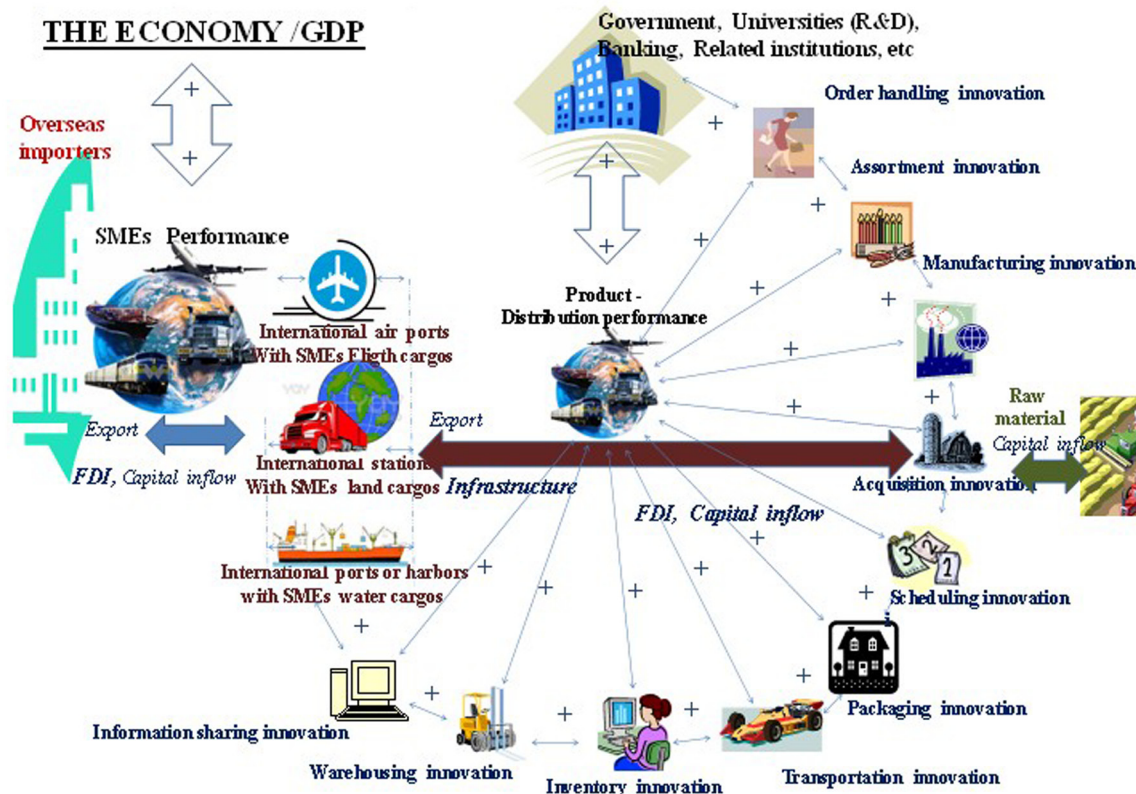 THE ECONOMY /GDP
Government, Universities (R&D),
Banking, Related institutions, etc
Order handling innovation
Overseas
importers
Assortment innovation
SMEs Performance
Manufacturing innovation
Product -
Distribution performance
International air ports
With SMEs Fligth cargos
Raw
material
Export
Export
Capital inflow
FDI, Capital inflow
International stations
With SMEs land cargos
Infrastructure
Acquisition innovation
FDI, Capital inflow
International ports or harbors
with SMEs water cargos
3
2
1
Scheduling innovation
i
Packaging innovation
Information sharing innovation
Warehousing innovation
Inventory innovation
Transportation innovation